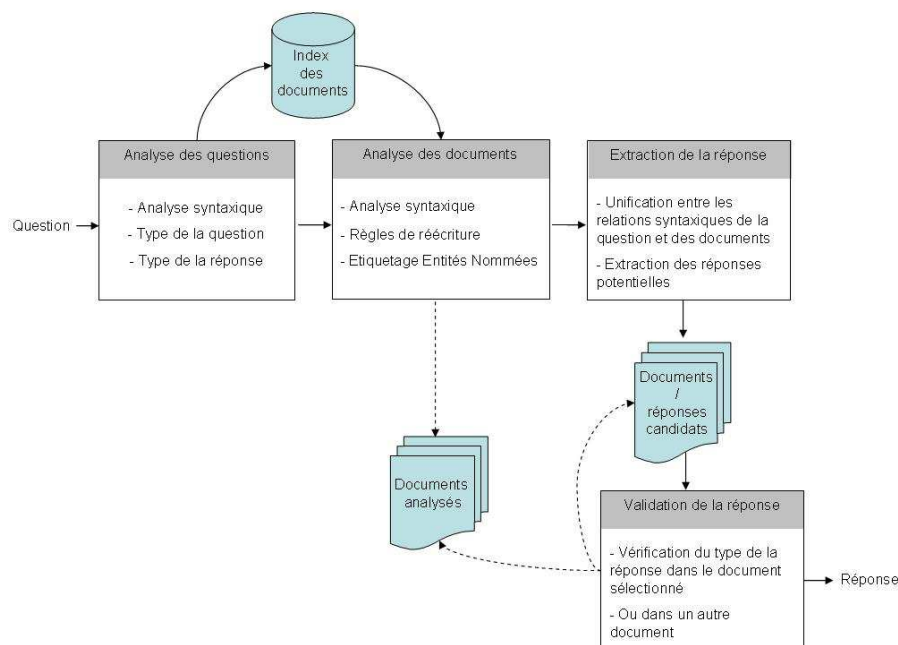 Index
des
documents
Analyse des questions
- Analyse syntaxique
- Type de la question
- Type de la réponse
Question
Analyse des documents
- Analyse syntaxique
- Règles de réécriture
- Etiquetage Entités Nommées
Extraction de la réponse
- Unification entre les
relations syntaxiques de la
question et des documents
- Extraction des réponses
potentielles
Documents
/
réponses
candidats
Documents
analysés
Validation de la réponse
- Vérification du type de la
réponse dans le document
sélectionné
- Ou dans un autre
document
Réponse